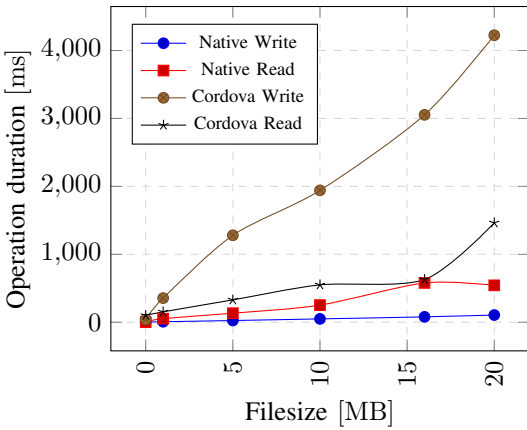 4,000
3,000
2,000
1,000
0
Operation duration [ms]
Native Write
Native Read
Cordova Write
Cordova Read
0
5
10
15
20
Filesize [MB]